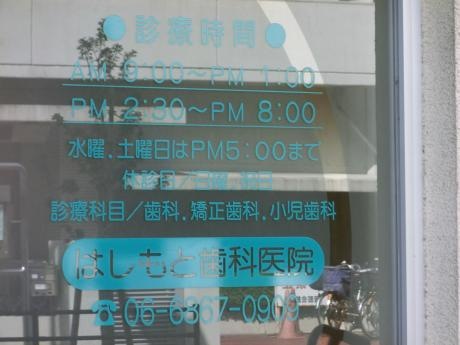 ●診療時間●
AM 9:00～PM 1:00
PM 2:30～PM 8:00
水曜．土曜日はPM5:00まで
休診日／日曜．祝日
診療科目／歯科．矯正歯科．小児歯科
はしもと歯科医院
☎06-6867-0909